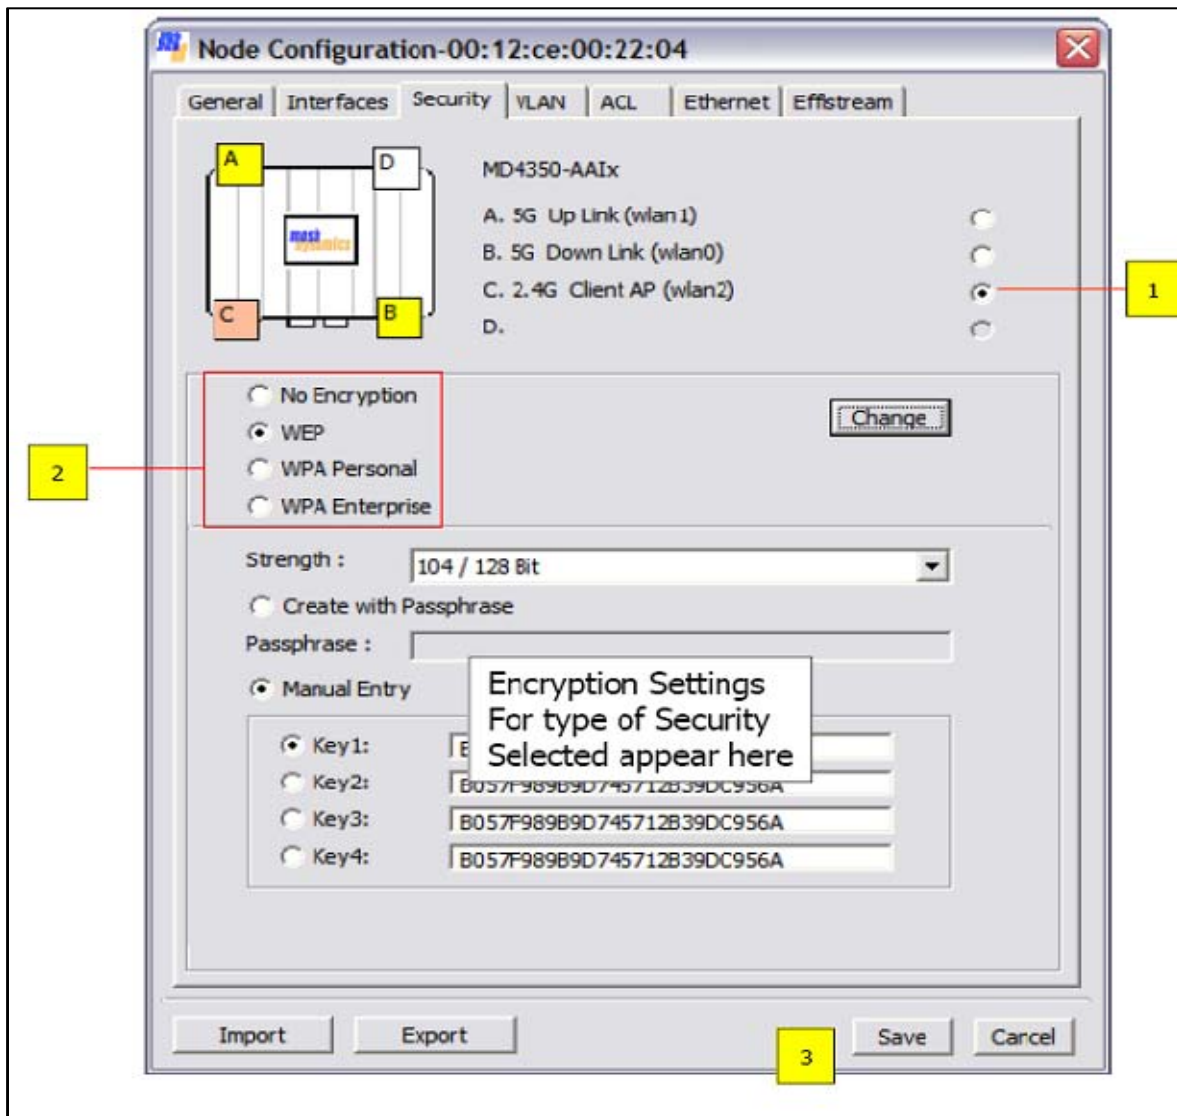 Node Configuration-00:12:ce:00:22:04
General Interfaces Security VLAN ACL Ethernet Effistream
A D
MD4350-AAIx
A. 5G Up Link (wlan1)
mesh dynamics
B. 5G Down Link (wlan0)
C. 2.4G Client AP (wlan2)
1
C B
D.
No Encryption
Change
WEP
2
WPA Personal
WPA Enterprise
Strength :
104 / 128 Bit
Create with Passphrase
Passphrase :
Manual Entry
Encryption Settings
For type of Security
Selected appear here
Key1:
Key2: B057F989B9D745712B39DC956A
Key3: B057F989B9D745712B39DC956A
Key4: B057F989B9D745712B39DC956A
Import Export
3
Save Cancel